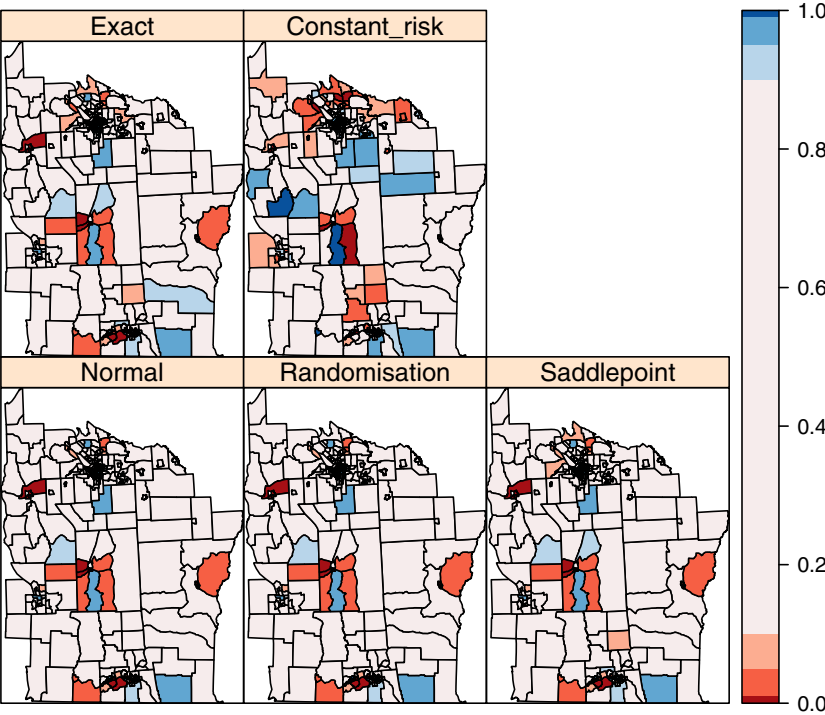 Exact
Constant_risk
Normal
Randomisation
Saddlepoint
1.0
0.8
0.6
0.4
0.2
0.0